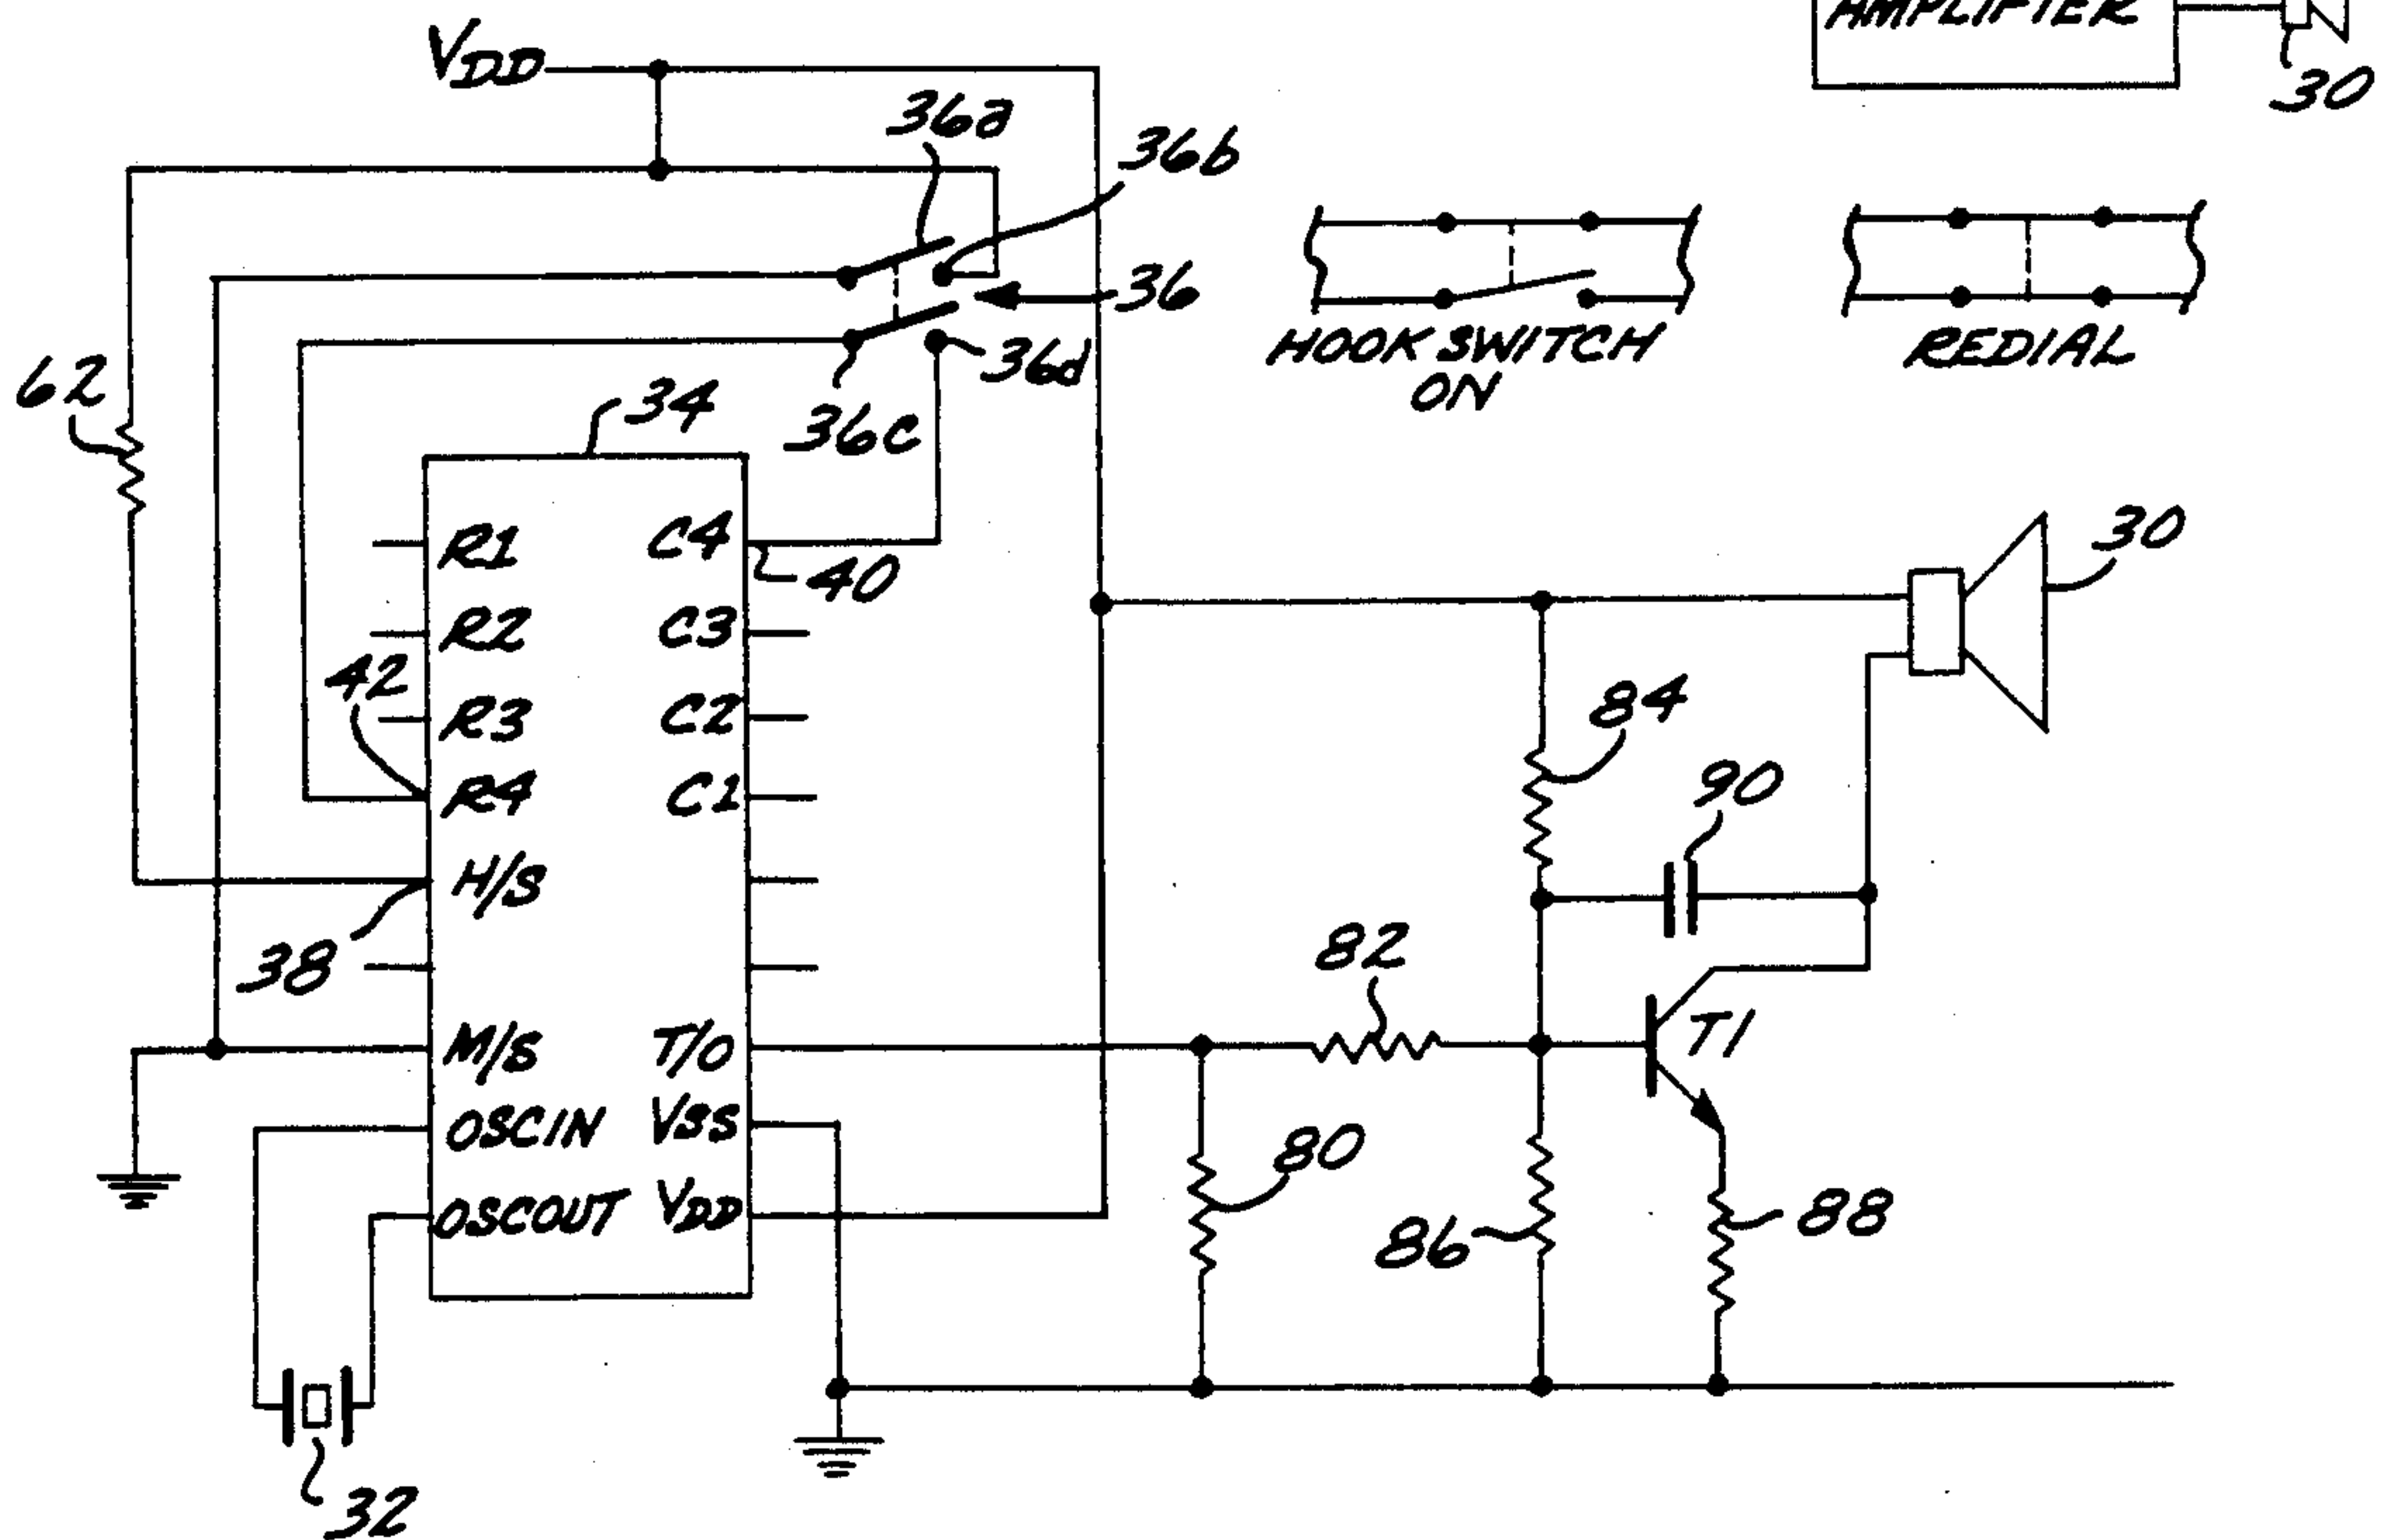 AMPLIFIER
30
VDD
36a
36b
36
36d
36c
HOOK SWITCH
ON
REDIAL
62
34
R1
C4
40
R2
C3
42
R3
C2
R4
C1
H/S
38
30
84
90
82
M/S
T/O
T1
OSCIN
VSS
80
OSCOUT
VDD
86
88
32